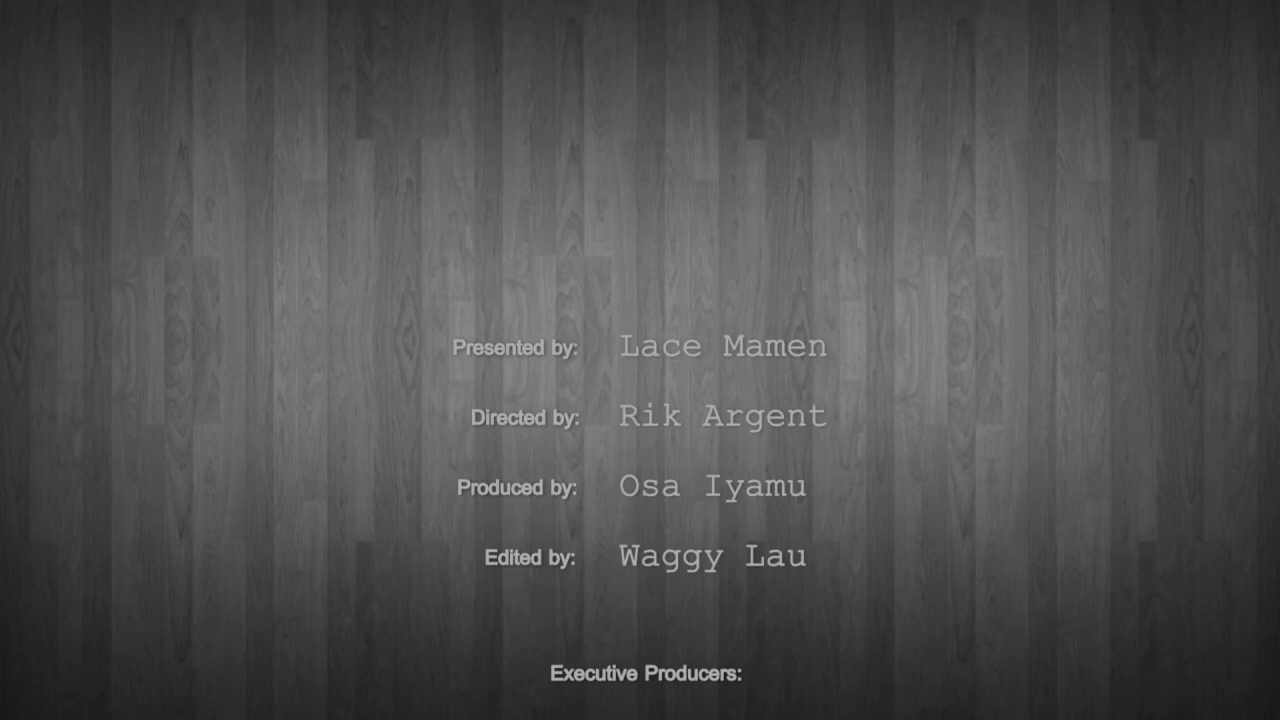 Presented by: Lace Mamen
Directed by: Rik Argent
Produced by: Osa Iyamu
Edited by: Waggy Lau
Executive Producers: